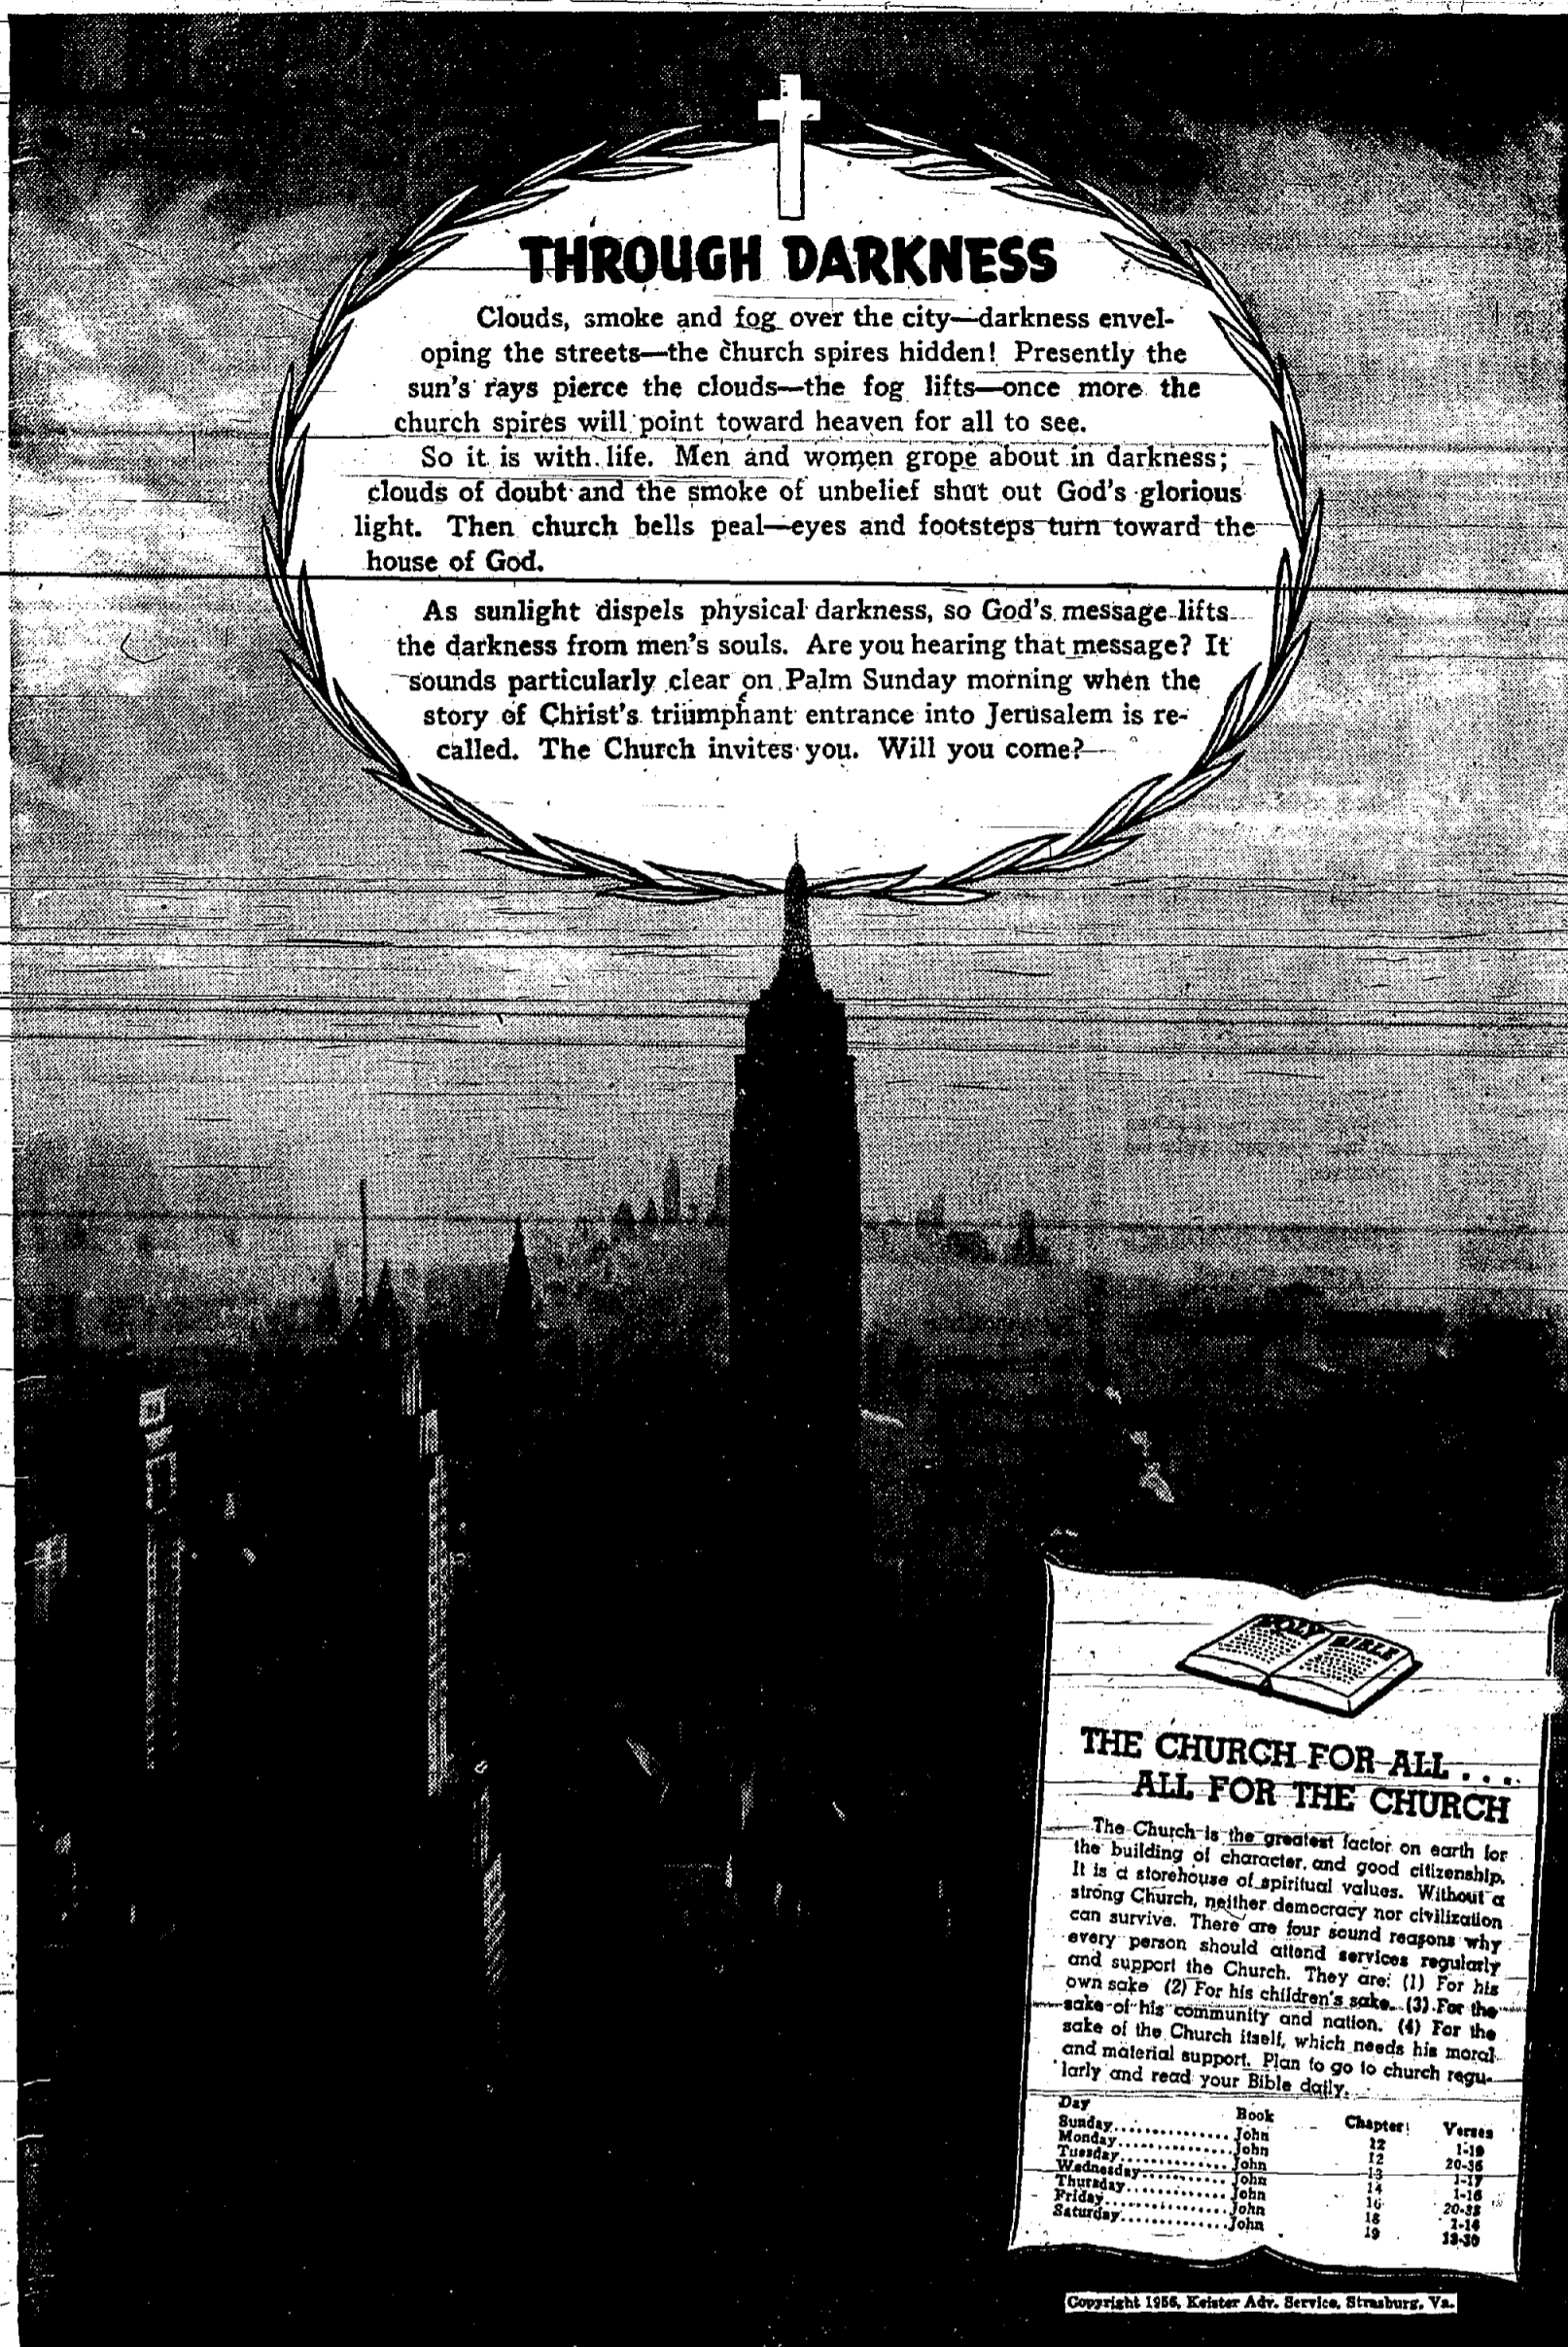 THROUGH DARKNESS
Clouds, smoke and fog over the city—darkness envel-
oping the streets—the church spires hidden! Presently the
sun's rays pierce the clouds—the fog lifts—once more the
church spires will point toward heaven for all to see.
So it is with life. Men and women grope about in darkness;
clouds of doubt and the smoke of unbelief shut out God's glorious
light. Then church bells peal—eyes and footsteps turn toward the
house of God.
As sunlight dispels physical darkness, so God's message lifts
the darkness from men's souls. Are you hearing that message? It
sounds particularly clear on Palm Sunday morning when the
story of Christ's triumphant entrance into Jerusalem is re-
called. The Church invites you. Will you come?
HOLY BIBLE
THE CHURCH FOR ALL . . .
ALL FOR THE CHURCH
The Church is the greatest factor on earth for
the building of character and good citizenship.
It is a storehouse of spiritual values. Without a
strong Church, neither democracy nor civilization
can survive. There are four sound reasons why
every person should attend services regularly
and support the Church. They are: (1) For his
own sake (2) For his children's sake. (3) For the
sake of his community and nation. (4) For the
sake of the Church itself, which needs his moral
and material support. Plan to go to church regu-
larly and read your Bible daily.
Day Book Chapter Verses
Sunday............... John 12 1-19
Monday............... John 12 20-36
Tuesday.............. John 13 1-17
Wednesday............ John 14 1-16
Thursday............. John 16 20-33
Friday............... John 18 1-14
Saturday............. John 19
Copyright 1956, Keister Adv. Service, Strasburg, Va.